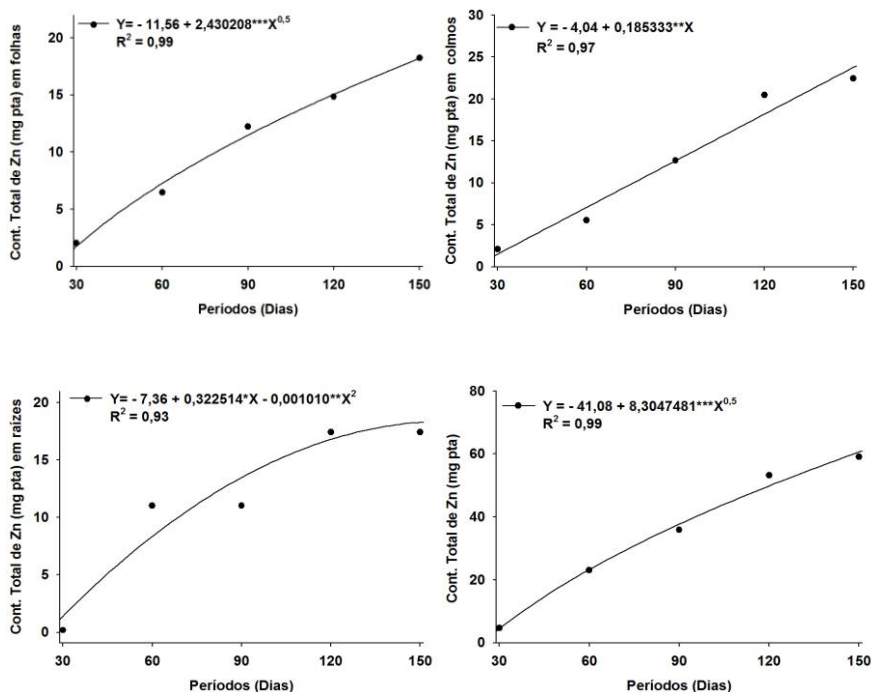 Y= - 11,56 + 2,430208***X^0,5
R² = 0,99
Cont. Total de Zn (mg pta) em folhas
20
15
10
5
0
30 60 90 120 150
Períodos (Dias)
Y = - 4,04 + 0,185333**X
R² = 0,97
Cont. Total de Zn (mg pta) em colmos
30
25
20
15
10
5
0
30 60 90 120 150
Períodos (Dias)
Y= - 7,36 + 0,322514*X - 0,001010**X²
R² = 0,93
Cont. Total de Zn (mg pta) em raízes
20
15
10
5
0
30 60 90 120 150
Períodos (Dias)
Y = - 41,08 + 8,3047481***X^0,5
R² = 0,99
Cont. Total de Zn (mg pta)
80
60
40
20
0
30 60 90 120 150
Períodos (Dias)